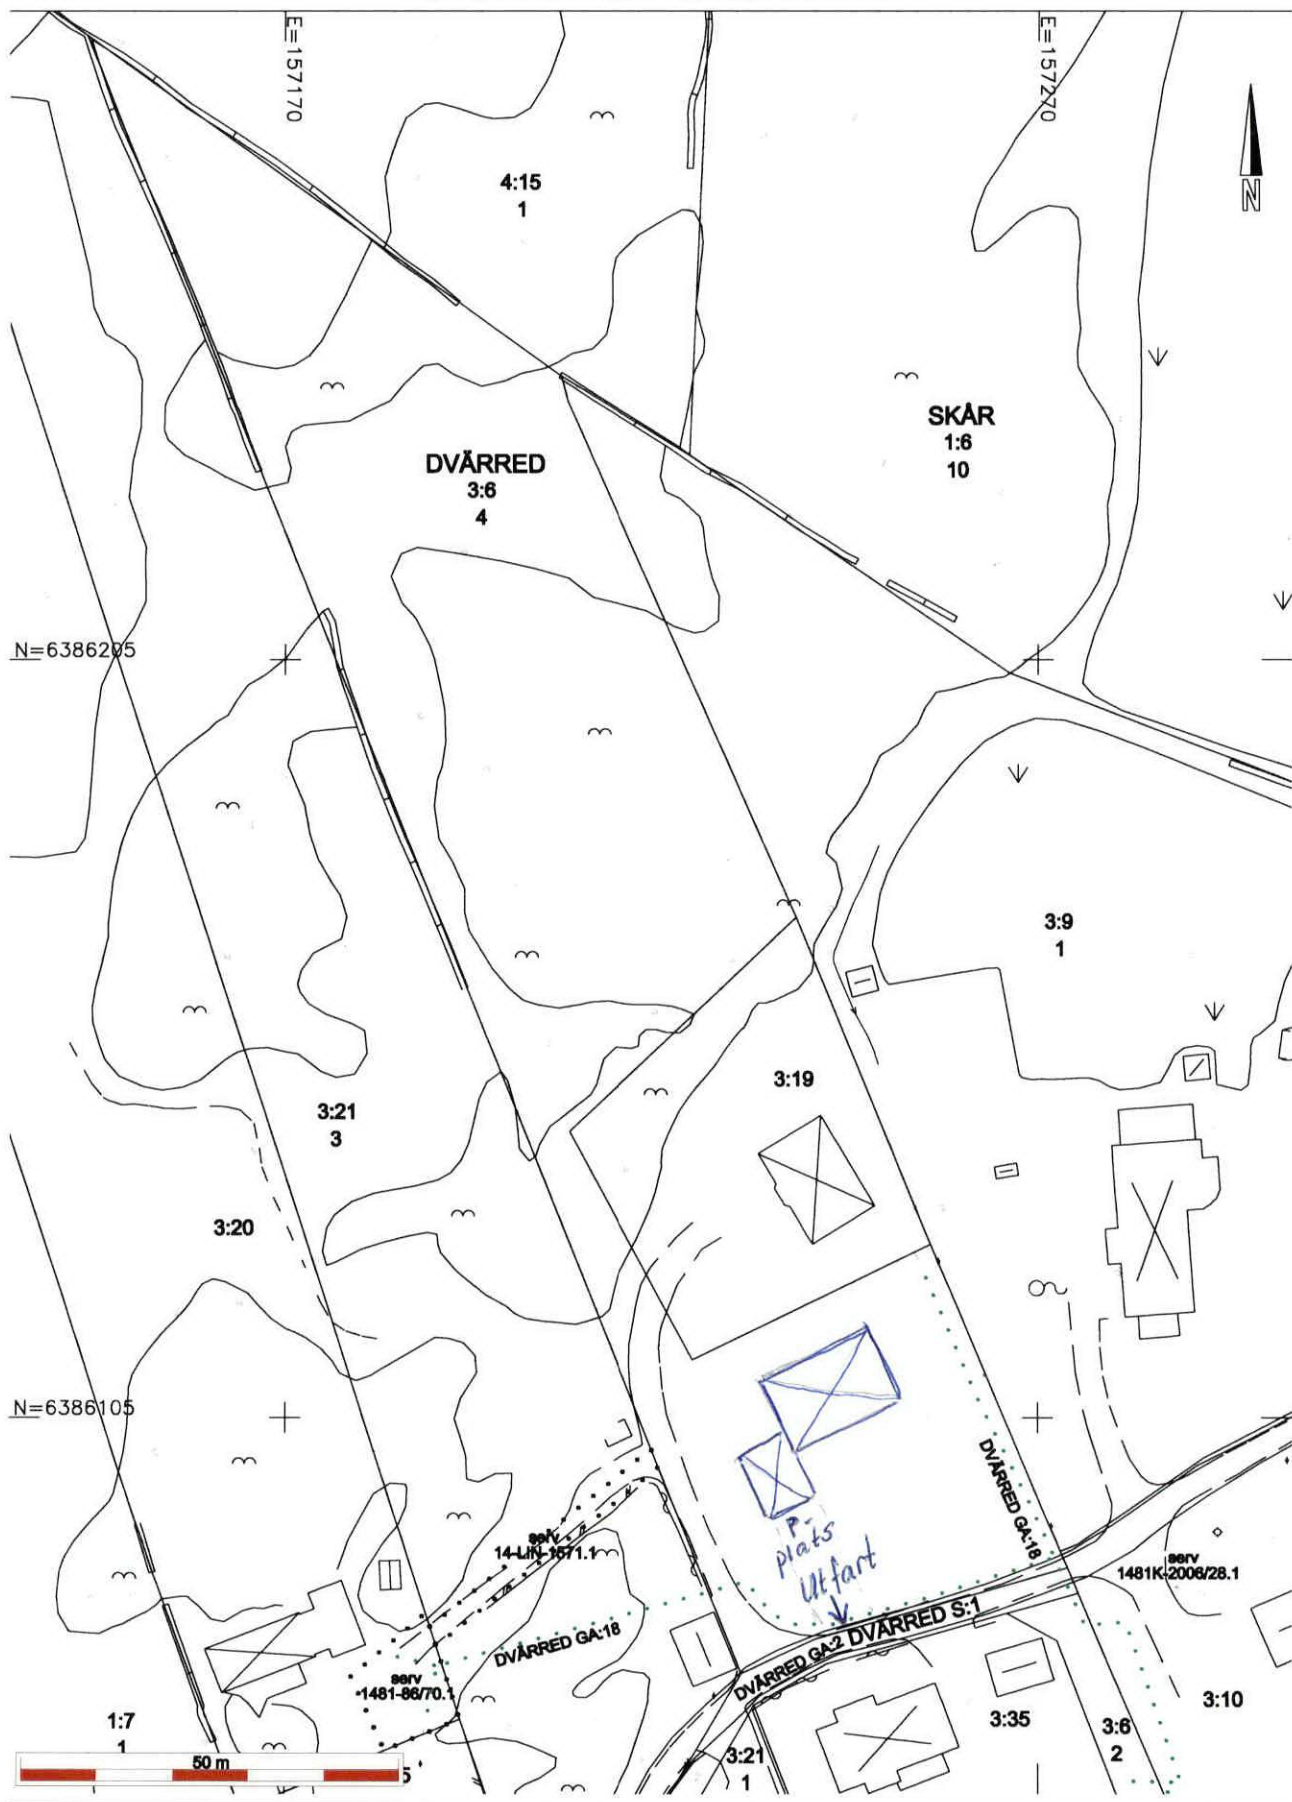 E=157170
E=157270
N
4:15
1
SKÅR
1:6
10
DVÄRRED
3:6
4
N=6386205
3:9
1
3:19
3:21
3
3:20
N=6386105
DVÄRRED GA:18
serv
14-LIN-1571.1
P-
plats
Utfart
serv
1481K-2006/28.1
DVÄRRED GA:18
DVÄRRED GA:2 DVÄRRED S:1
serv
1481-86/70.1
3:10
3:35
3:6
2
1:7
1
3:21
1
50 m
5